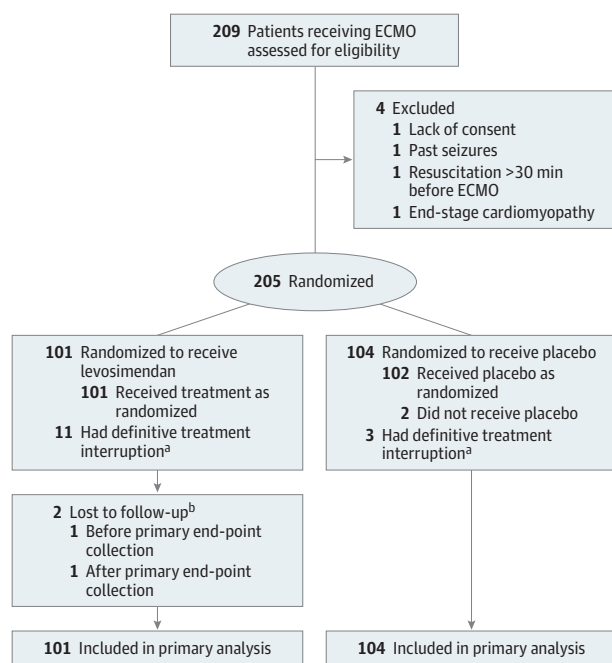 209 Patients receiving ECMO
assessed for eligibility
4 Excluded
1 Lack of consent
1 Past seizures
1 Resuscitation >30 min
before ECMO
1 End-stage cardiomyopathy
205 Randomized
101 Randomized to receive
levosimendan
101 Received treatment as
randomized
11 Had definitive treatment
interruptionᵃ
104 Randomized to receive placebo
102 Received placebo as
randomized
2 Did not receive placebo
3 Had definitive treatment
interruptionᵃ
2 Lost to follow-upᵇ
1 Before primary end-point
collection
1 After primary end-point
collection
101 Included in primary analysis
104 Included in primary analysis